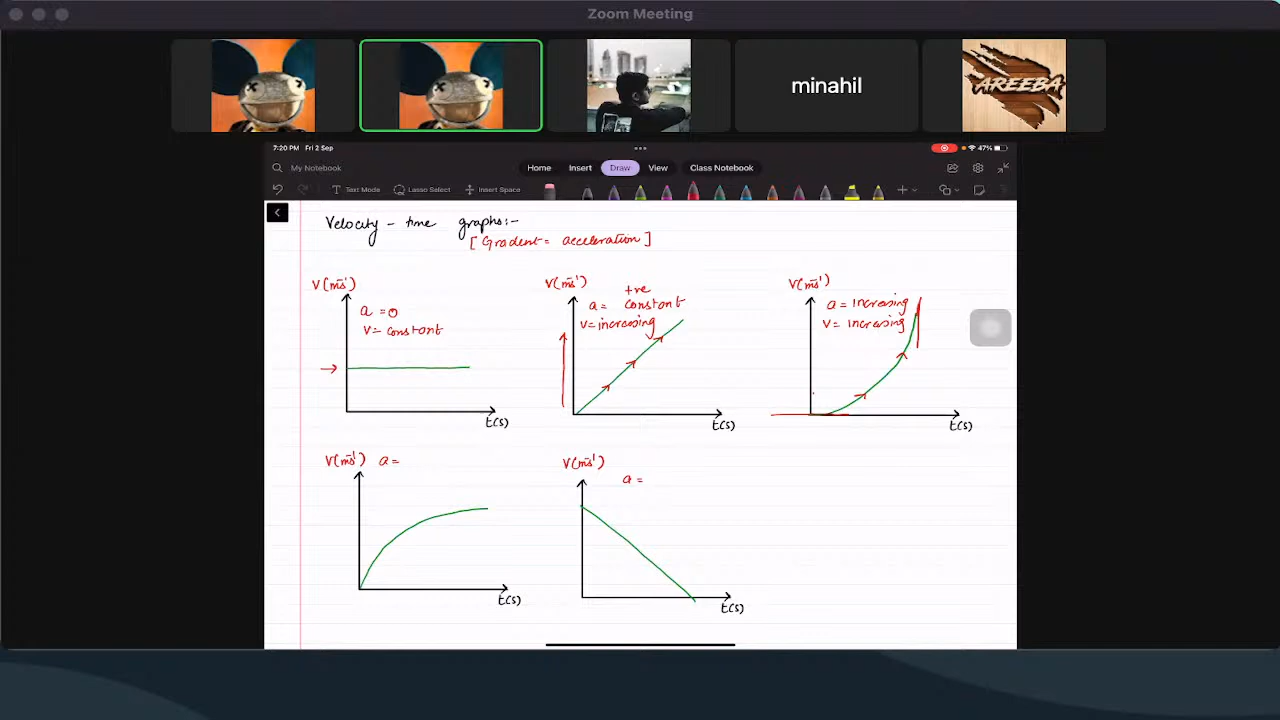 Zoom Meeting
minahil
AREEBA
7:20 PM Fri 2 Sep
47%
My Notebook
Home Insert Draw View Class Notebook
Text Mode Lasso Select Insert Space
Velocity - time graphs:-
[Gradient = acceleration]
V(ms⁻¹)
a = 0
v = constant
t(s)
V(ms⁻¹)
+ve
a = constant
v = increasing
t(s)
V(ms⁻¹)
a = increasing
v = increasing
t(s)
V(ms⁻¹) a =
t(s)
V(ms⁻¹)
a =
t(s)